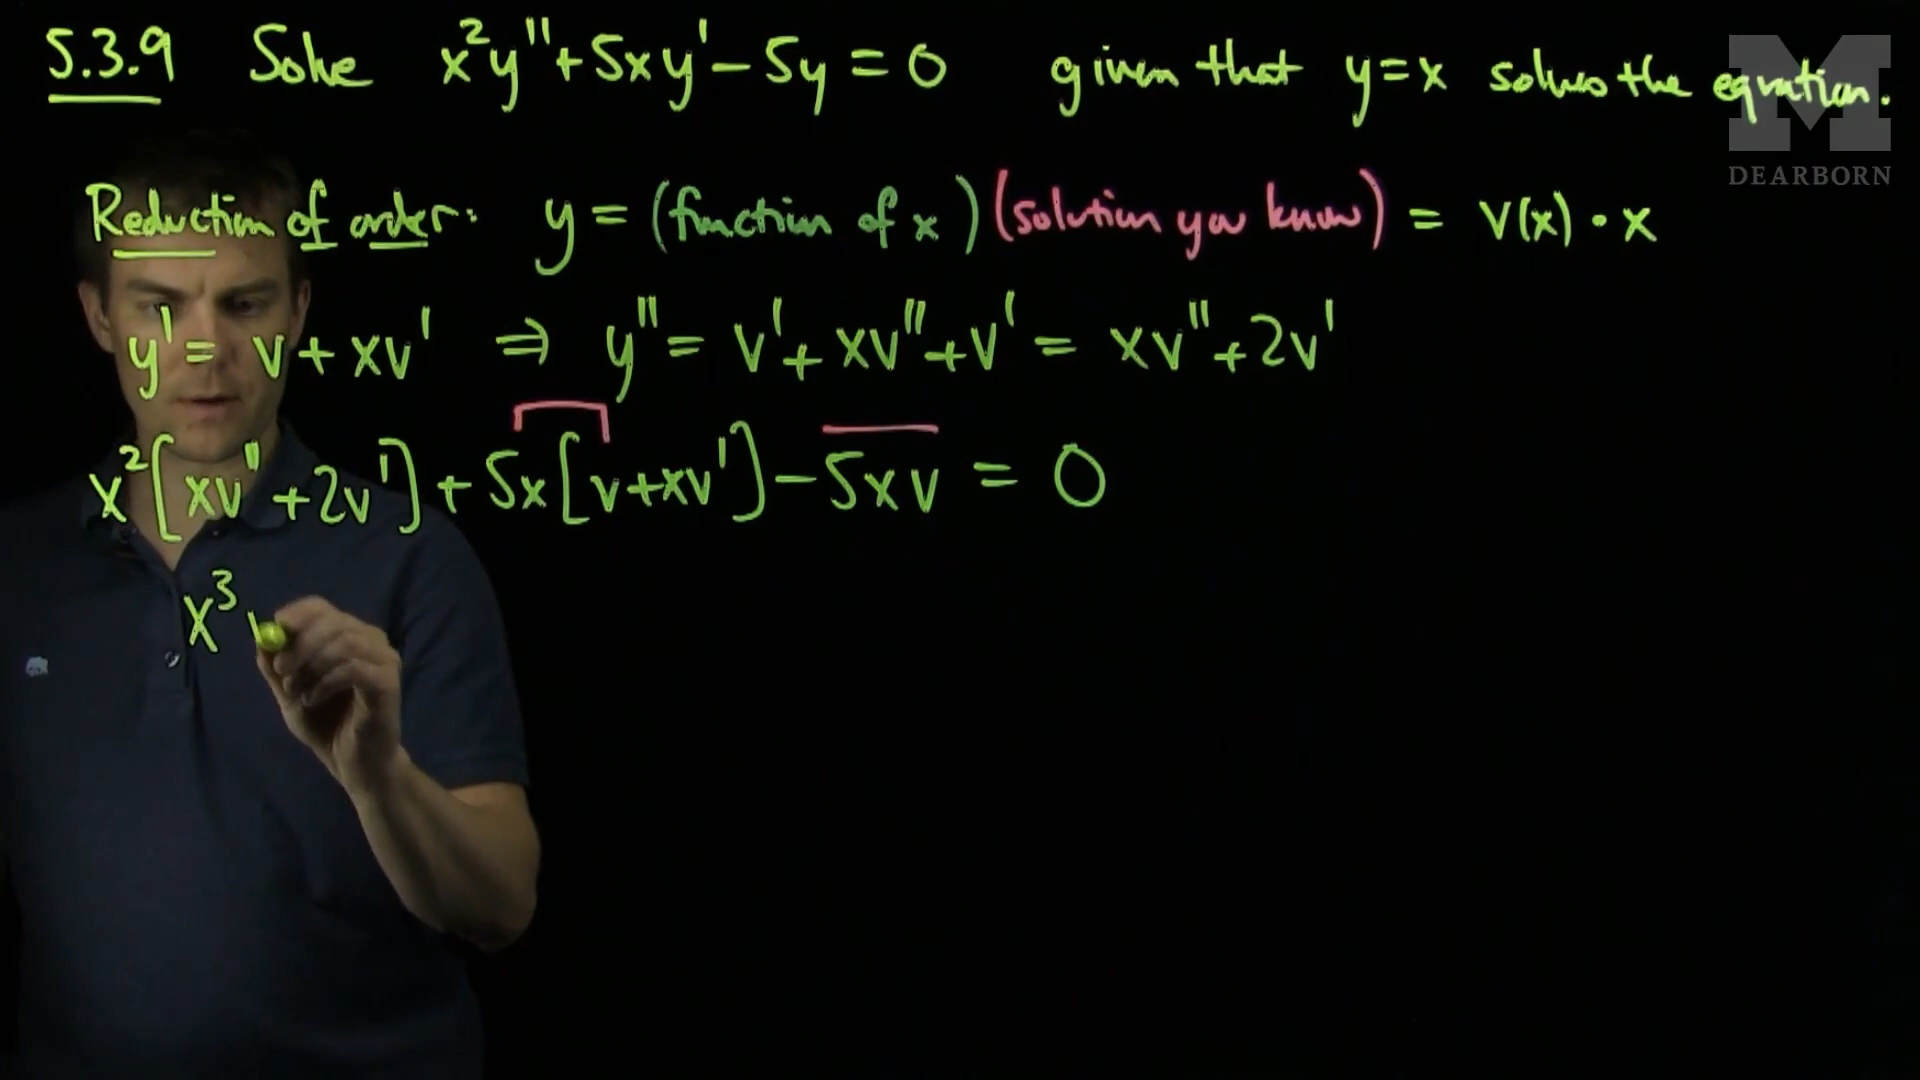 5.3.9 Solve x²y''+5xy'-5y=0 given that y=x solves the equation.
M
DEARBORN
Reduction of order: y=(function of x)(solution you know) = v(x)·x
y'= v+xv' ⇒ y''= v'+xv''+v' = xv''+2v'
x²[xv''+2v']+5x[v+xv']-5xv = 0
x³v